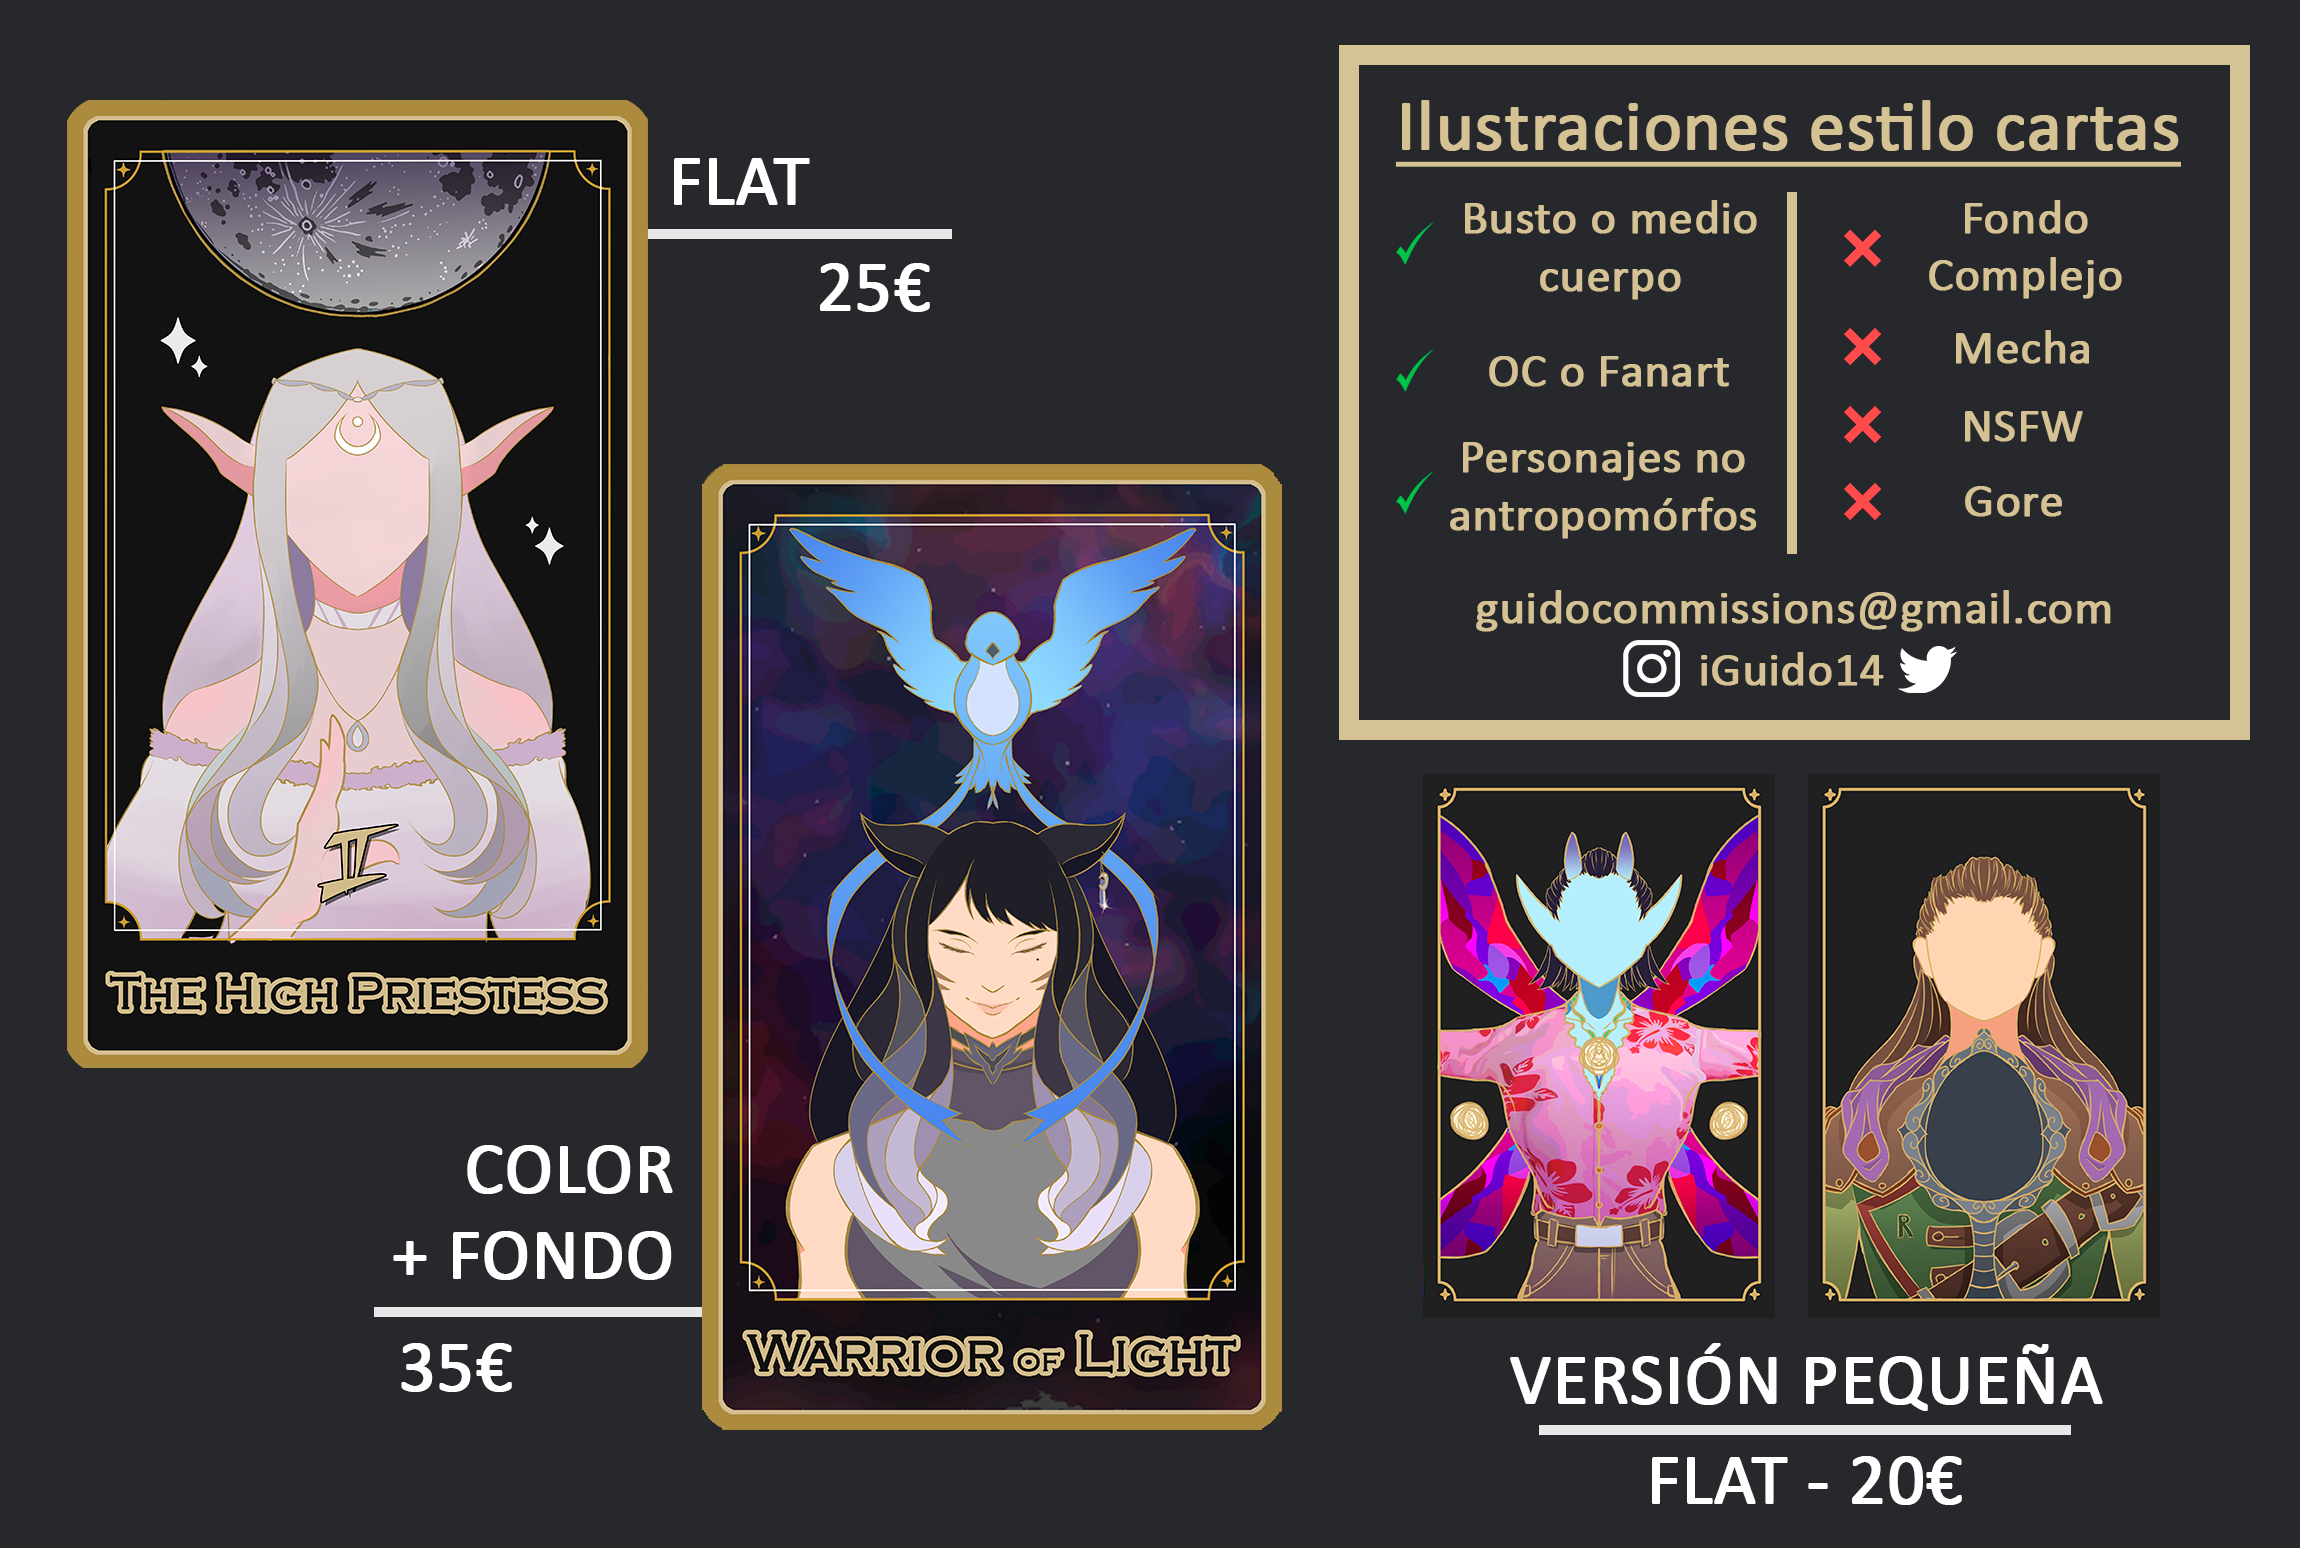 FLAT
25€
II
THE HIGH PRIESTESS
COLOR
+ FONDO
35€
WARRIOR OF LIGHT
Ilustraciones estilo cartas
Busto o medio
cuerpo
OC o Fanart
Personajes no
antropomórfos
Fondo
Complejo
Mecha
NSFW
Gore
guidocommissions@gmail.com
iGuido14
R
VERSIÓN PEQUEÑA
FLAT - 20€